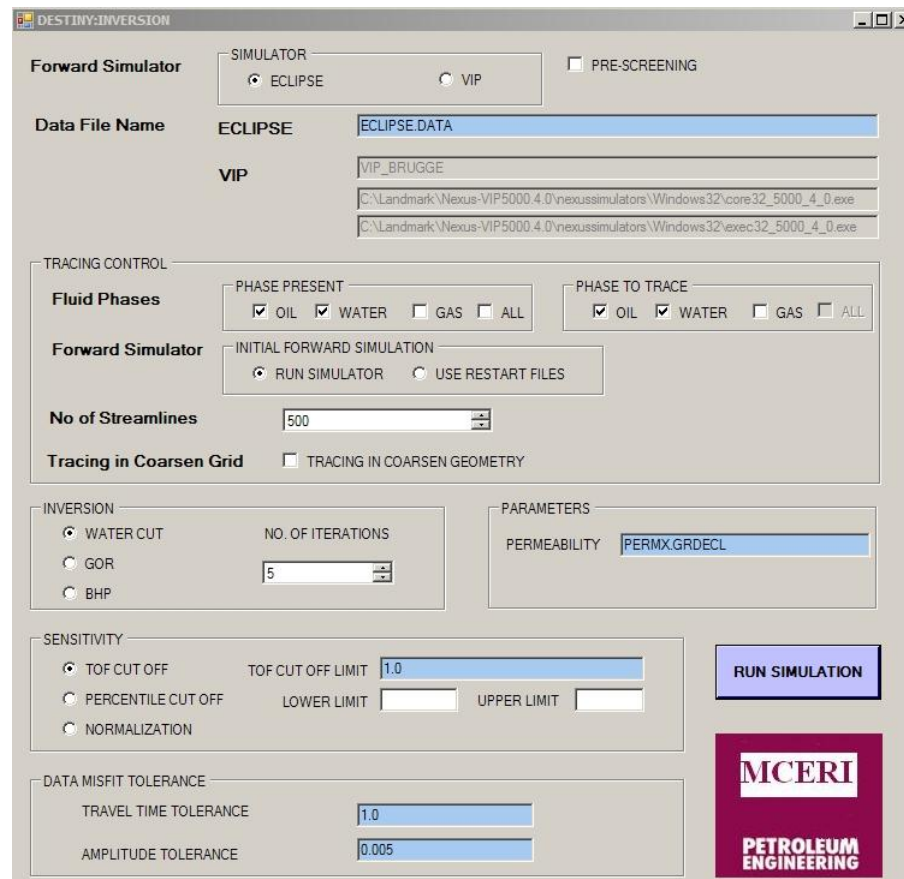 DESTINY:INVERSION
Forward Simulator
SIMULATOR
ECLIPSE
VIP
PRE-SCREENING
Data File Name
ECLIPSE
ECLIPSE.DATA
VIP
VIP_BRUGGE
C:\Landmark\Nexus-VIP5000.4.0\nexussimulators\Windows32\core32_5000_4_0.exe
C:\Landmark\Nexus-VIP5000.4.0\nexussimulators\Windows32\exec32_5000_4_0.exe
TRACING CONTROL
Fluid Phases
PHASE PRESENT
OIL WATER GAS ALL
PHASE TO TRACE
OIL WATER GAS ALL
Forward Simulator
INITIAL FORWARD SIMULATION
RUN SIMULATOR USE RESTART FILES
No of Streamlines
500
Tracing in Coarsen Grid
TRACING IN COARSEN GEOMETRY
INVERSION
WATER CUT
GOR
BHP
NO. OF ITERATIONS
5
PARAMETERS
PERMEABILITY
PERMX.GRDECL
SENSITIVITY
TOF CUT OFF
TOF CUT OFF LIMIT
1.0
PERCENTILE CUT OFF
LOWER LIMIT
UPPER LIMIT
NORMALIZATION
RUN SIMULATION
DATA MISFIT TOLERANCE
TRAVEL TIME TOLERANCE
1.0
AMPLITUDE TOLERANCE
0.005
MCERI
PETROLEUM
ENGINEERING